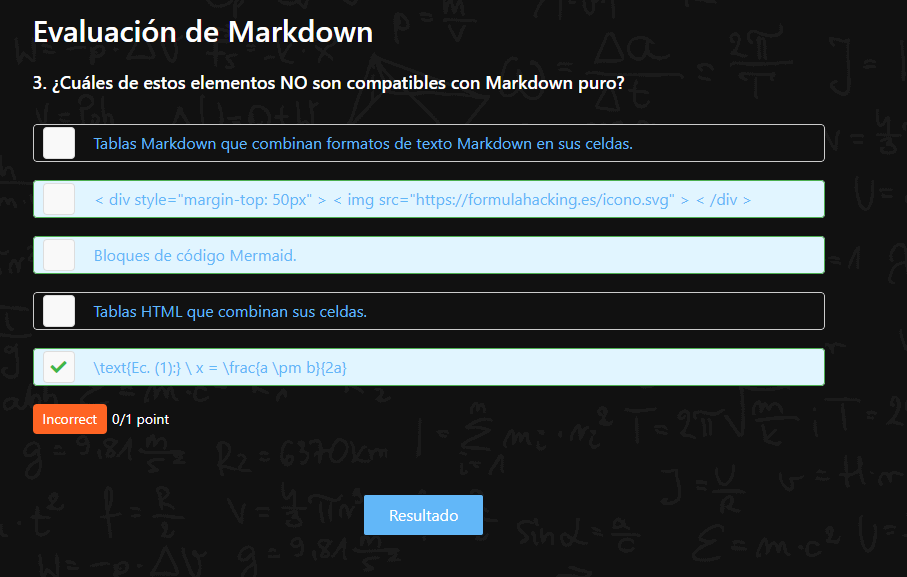 Evaluación de Markdown
3. ¿Cuáles de estos elementos NO son compatibles con Markdown puro?
Tablas Markdown que combinan formatos de texto Markdown en sus celdas.
< div style="margin-top: 50px" > < img src="https://formulahacking.es/icono.svg" > < /div >
Bloques de código Mermaid.
Tablas HTML que combinan sus celdas.
\text{Ec. (1):} \ x = \frac{a \pm b}{2a}
Incorrect 0/1 point
Resultado